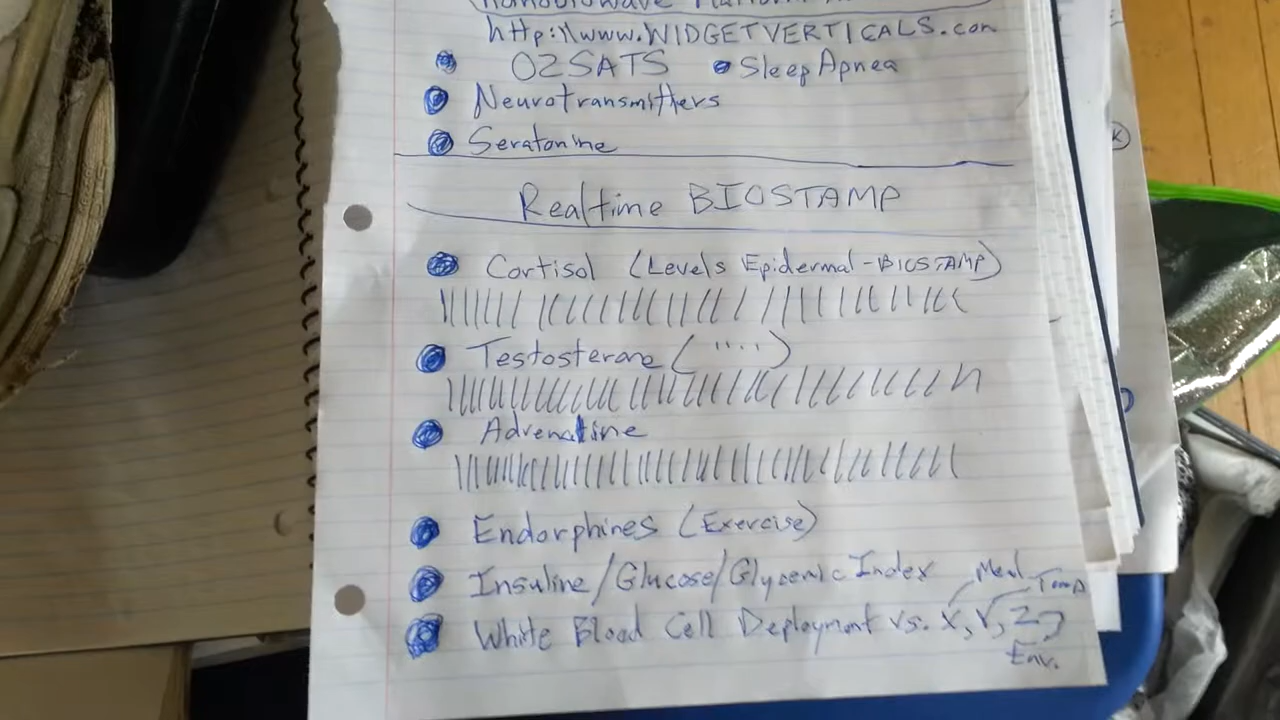 http://www.WIDGETVERTICALS.com
O2SATS • Sleep Apnea
Neurotransmitters
Seratonine
Realtime BIOSTAMP
Cortisol (Levels Epidermal-BIOSTAMP)
Testosterone (" " " ")
Adrenaline
Endorphines (Exercise)
Insuline/Glucose/Glycemic Index
Meal Temp
White Blood Cell Deployment vs. X, Y, Z
Env.
K